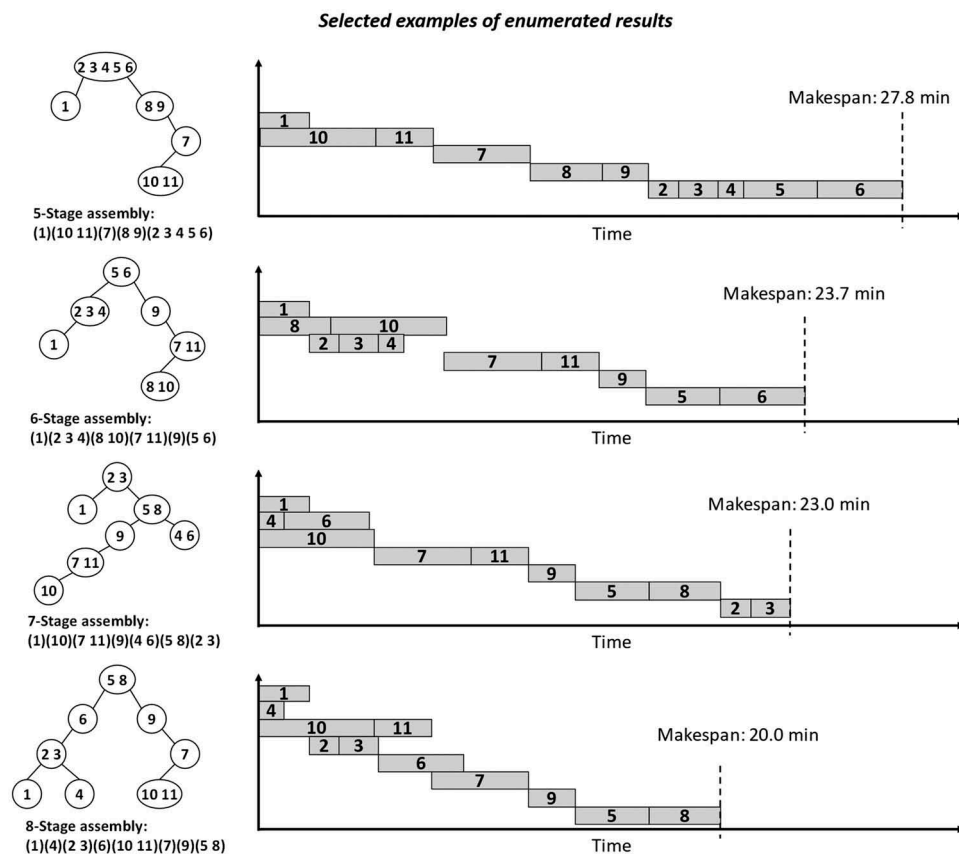 Selected examples of enumerated results
2 3 4 5 6
1
8 9
7
10 11
5-Stage assembly:
(1)(10 11)(7)(8 9)(2 3 4 5 6)
Makespan: 27.8 min
1
10 11
7
8 9
2 3 4 5 6
Time
5 6
2 3 4 9
1 7 11
8 10
6-Stage assembly:
(1)(2 3 4)(8 10)(7 11)(9)(5 6)
Makespan: 23.7 min
1
8 10
2 3 4
7 11
9
5 6
Time
2 3
1 5 8
9 4 6
7 11
10
7-Stage assembly:
(1)(10)(7 11)(9)(4 6)(5 8)(2 3)
Makespan: 23.0 min
1
4 6
10
7 11
9
5 8
2 3
Time
5 8
6 9
2 3 7
1 4 10 11
8-Stage assembly:
(1)(4)(2 3)(6)(10 11)(7)(9)(5 8)
Makespan: 20.0 min
1
4
10 11
2 3
6
7
9
5 8
Time